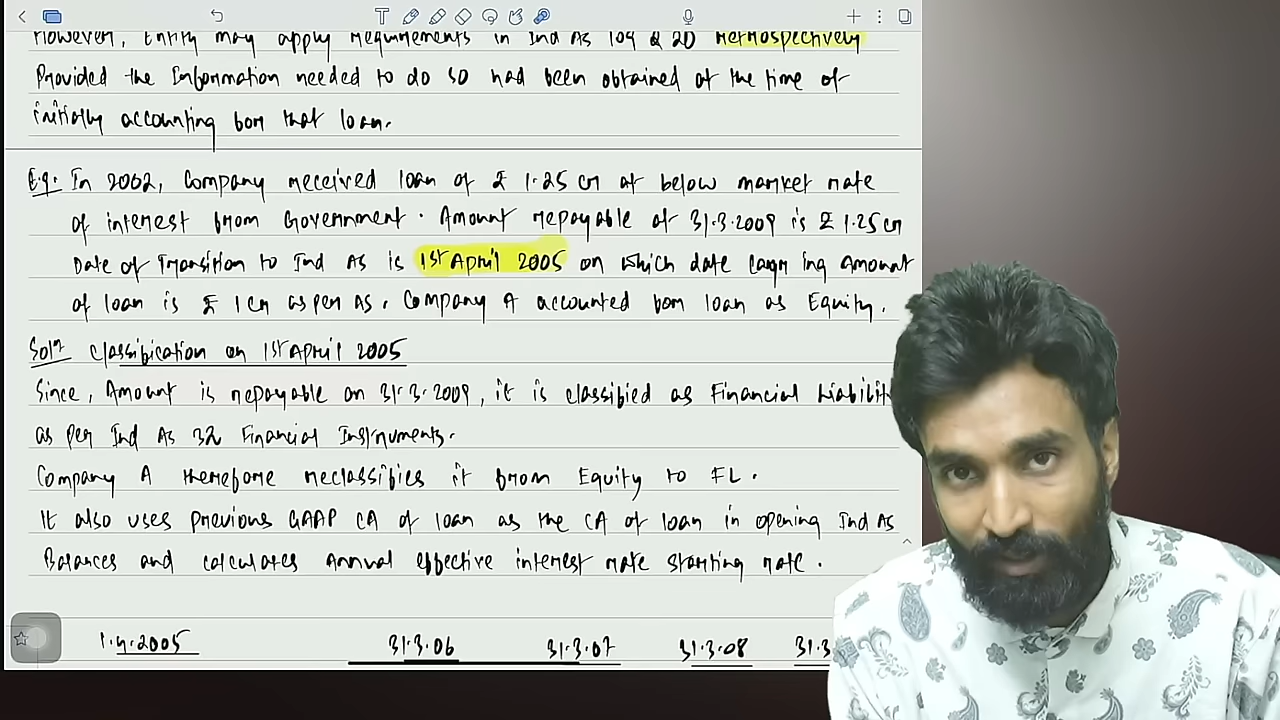 However, Entity may apply Requirements in Ind As 109 & 20 Retrospectively
Provided the Information needed to do so had been obtained at the time of
initially accounting bom that loan.
E.g. In 2002, Company received loan of ₹ 1.25 cr at below market rate
of interest from Government. Amount repayable at 31.3.2009 is ₹ 1.25 cr
Date of Transition to Ind As is 1st April 2005 on which date carrying Amount
of loan is ₹ 1 cr as per AS. Company A accounted bom loan as Equity.
Soln Classification on 1st April 2005
Since, Amount is repayable on 31.3.2009, it is classified as Financial Liabilit
as per Ind As 32 Financial Instruments.
Company A therefore reclassifies it from Equity to FL.
It also uses previous GAAP CA of loan as the CA of loan in opening Ind As
Balances and calculates Annual effective interest rate starting rate.
1.4.2005 31.3.06 31.3.07 31.3.08 31.3